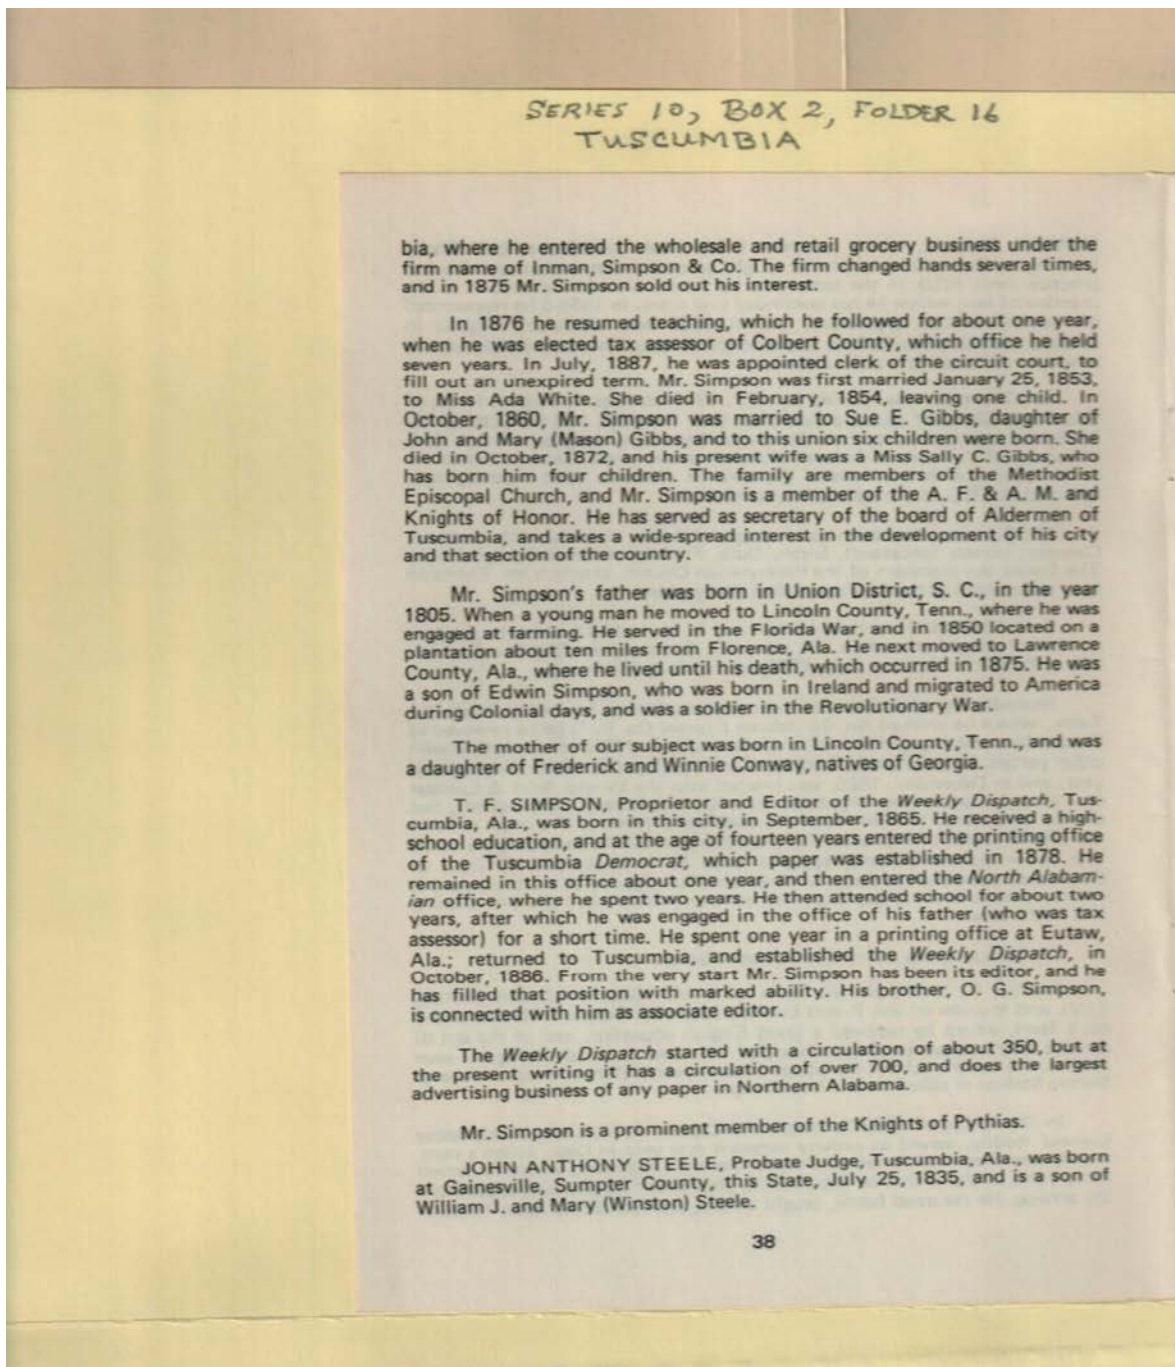 SERIES 10, BOX 2, FOLDER 16
TUSCUMBIA
bia, where he entered the wholesale and retail grocery business under the
firm name of Inman, Simpson & Co. The firm changed hands several times,
and in 1875 Mr. Simpson sold out his interest.
In 1876 he resumed teaching, which he followed for about one year,
when he was elected tax assessor of Colbert County, which office he held
seven years. In July, 1887, he was appointed clerk of the circuit court, to
fill out an unexpired term. Mr. Simpson was first married January 25, 1853,
to Miss Ada White. She died in February, 1854, leaving one child. In
October, 1860, Mr. Simpson was married to Sue E. Gibbs, daughter of
John and Mary (Mason) Gibbs, and to this union six children were born. She
died in October, 1872, and his present wife was a Miss Sally C. Gibbs, who
has born him four children. The family are members of the Methodist
Episcopal Church, and Mr. Simpson is a member of the A. F. & A. M. and
Knights of Honor. He has served as secretary of the board of Aldermen of
Tuscumbia, and takes a wide-spread interest in the development of his city
and that section of the country.
Mr. Simpson's father was born in Union District, S. C., in the year
1805. When a young man he moved to Lincoln County, Tenn., where he was
engaged at farming. He served in the Florida War, and in 1850 located on a
plantation about ten miles from Florence, Ala. He next moved to Lawrence
County, Ala., where he lived until his death, which occurred in 1875. He was
a son of Edwin Simpson, who was born in Ireland and migrated to America
during Colonial days, and was a soldier in the Revolutionary War.
The mother of our subject was born in Lincoln County, Tenn., and was
a daughter of Frederick and Winnie Conway, natives of Georgia.
T. F. SIMPSON, Proprietor and Editor of the Weekly Dispatch, Tus-
cumbia, Ala., was born in this city, in September, 1865. He received a high-
school education, and at the age of fourteen years entered the printing office
of the Tuscumbia Democrat, which paper was established in 1878. He
remained in this office about one year, and then entered the North Alabam-
ian office, where he spent two years. He then attended school for about two
years, after which he was engaged in the office of his father (who was tax
assessor) for a short time. He spent one year in a printing office at Eutaw,
Ala.; returned to Tuscumbia, and established the Weekly Dispatch, in
October, 1886. From the very start Mr. Simpson has been its editor, and he
has filled that position with marked ability. His brother, O. G. Simpson,
is connected with him as associate editor.
The Weekly Dispatch started with a circulation of about 350, but at
the present writing it has a circulation of over 700, and does the largest
advertising business of any paper in Northern Alabama.
Mr. Simpson is a prominent member of the Knights of Pythias.
JOHN ANTHONY STEELE, Probate Judge, Tuscumbia, Ala., was born
at Gainesville, Sumpter County, this State, July 25, 1835, and is a son of
William J. and Mary (Winston) Steele.
38